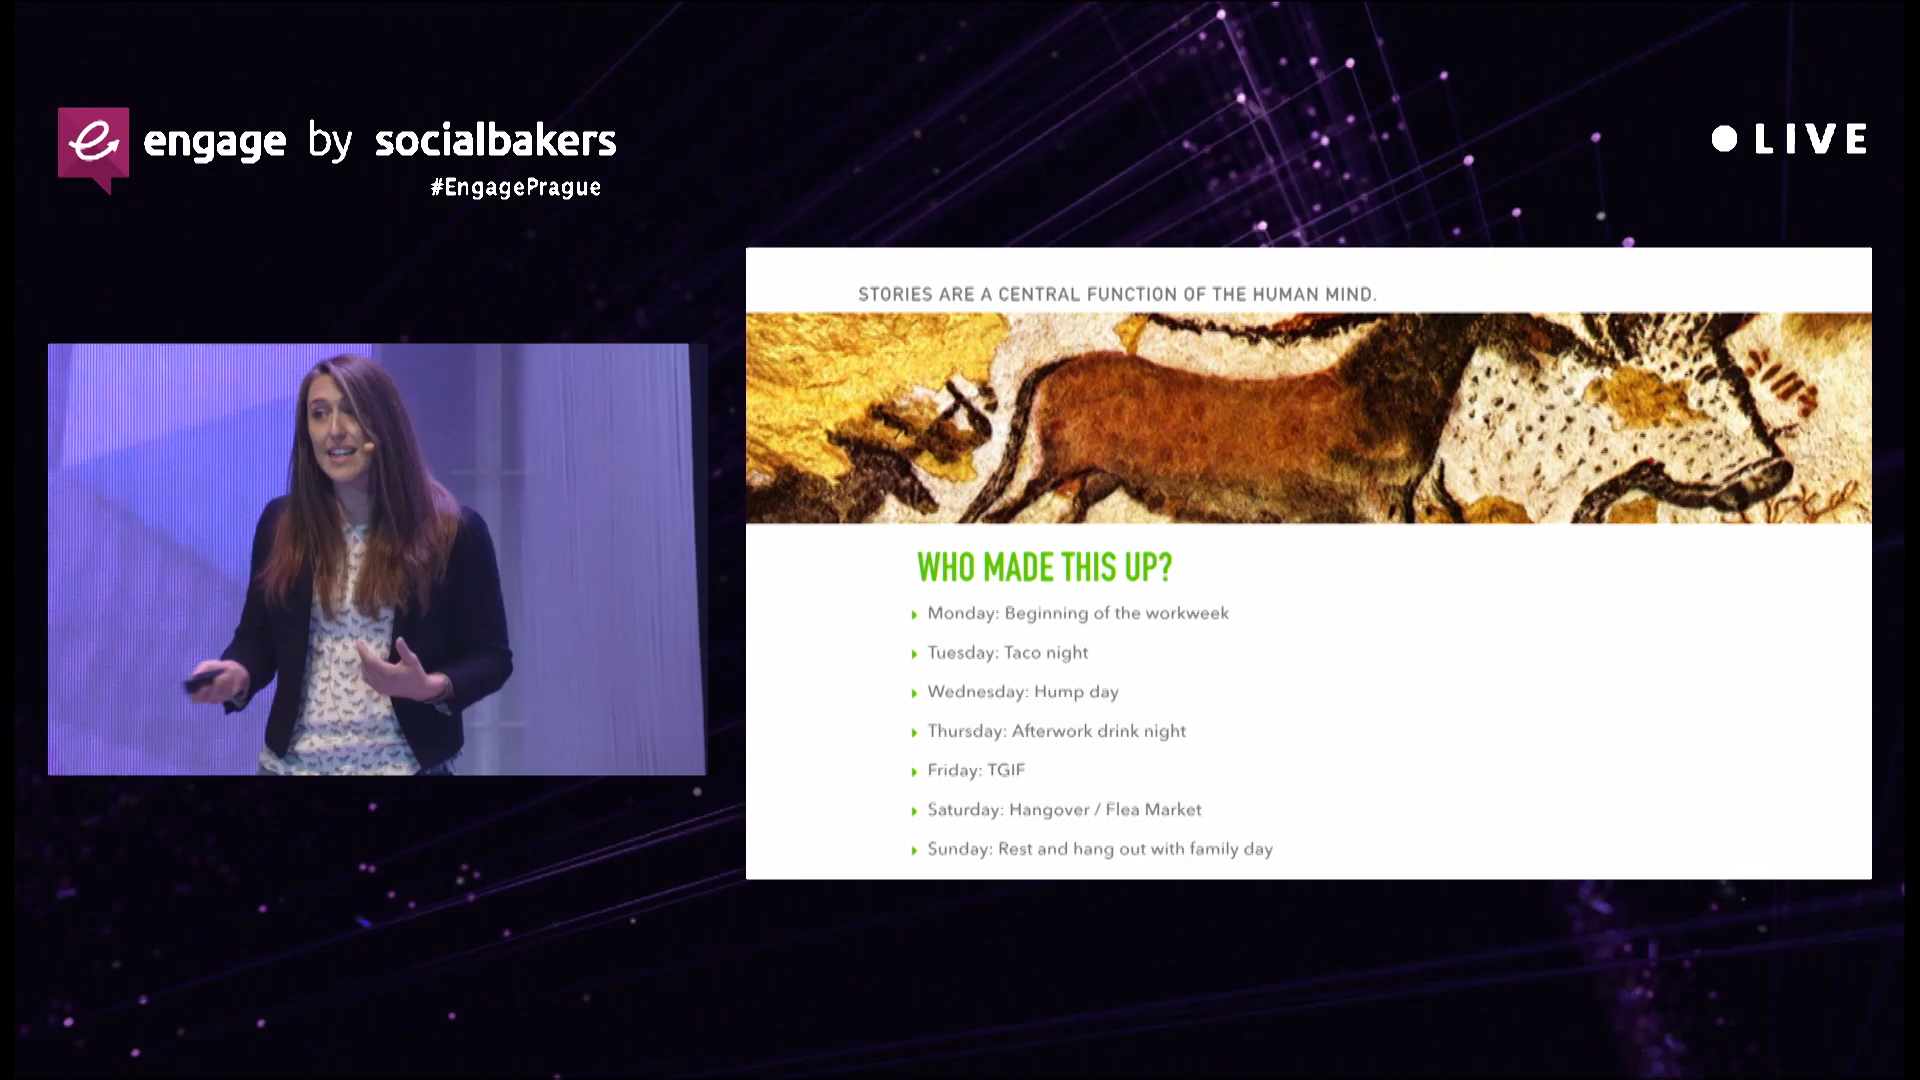 engage by socialbakers
#EngagePrague
LIVE
STORIES ARE A CENTRAL FUNCTION OF THE HUMAN MIND.
WHO MADE THIS UP?
Monday: Beginning of the workweek
Tuesday: Taco night
Wednesday: Hump day
Thursday: Afterwork drink night
Friday: TGIF
Saturday: Hangover / Flea Market
Sunday: Rest and hang out with family day